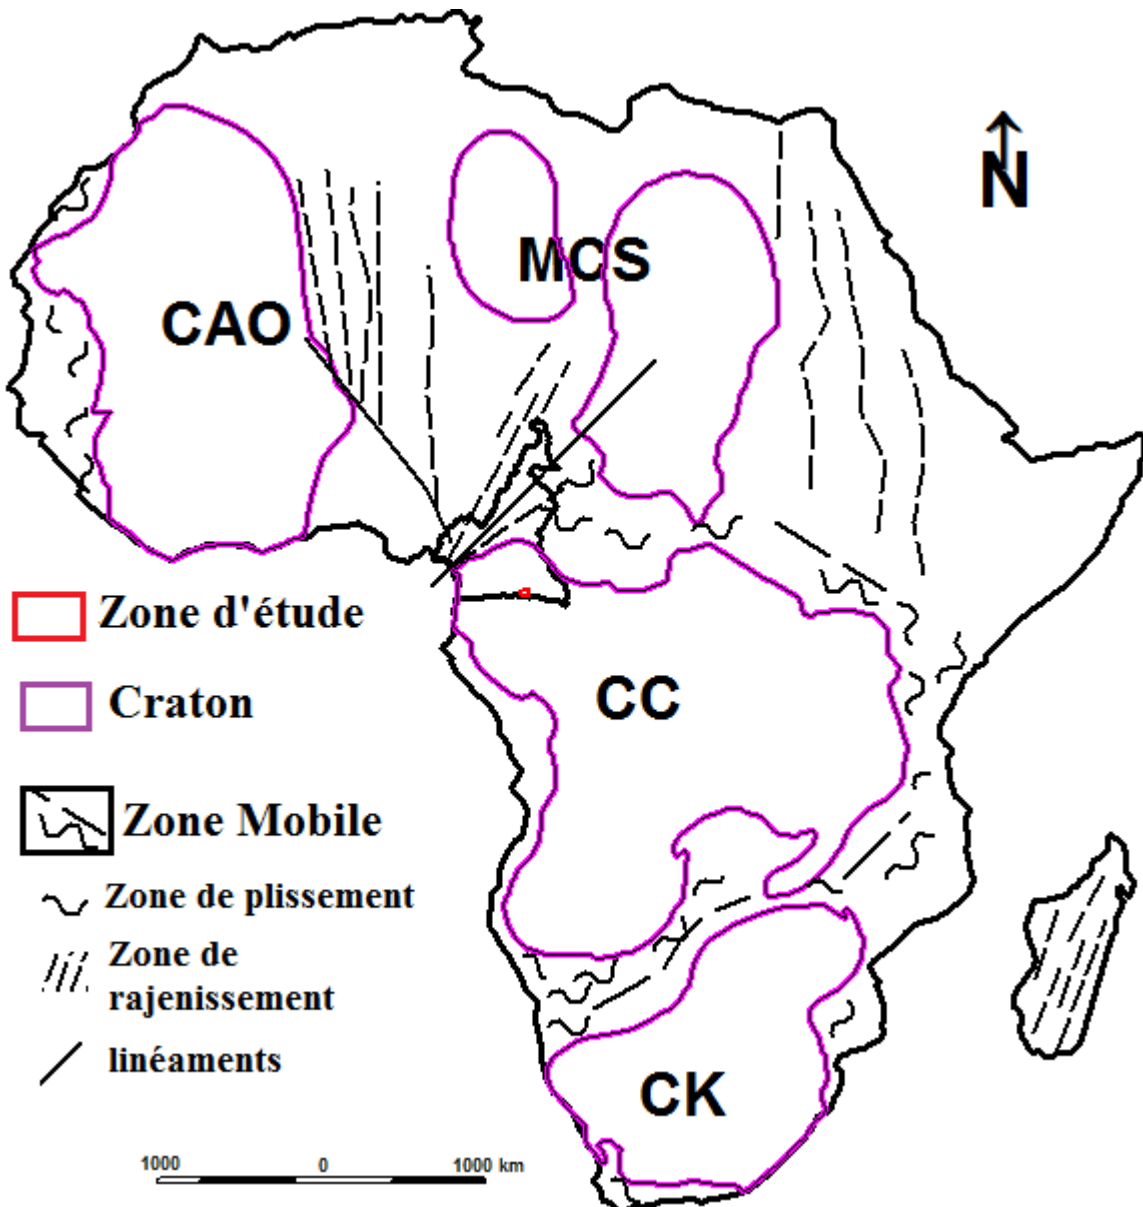 N
MCS
CAO
Zone d'étude
Craton
CC
Zone Mobile
Zone de plissement
Zone de
rajenissement
linéaments
CK
1000 0 1000 km